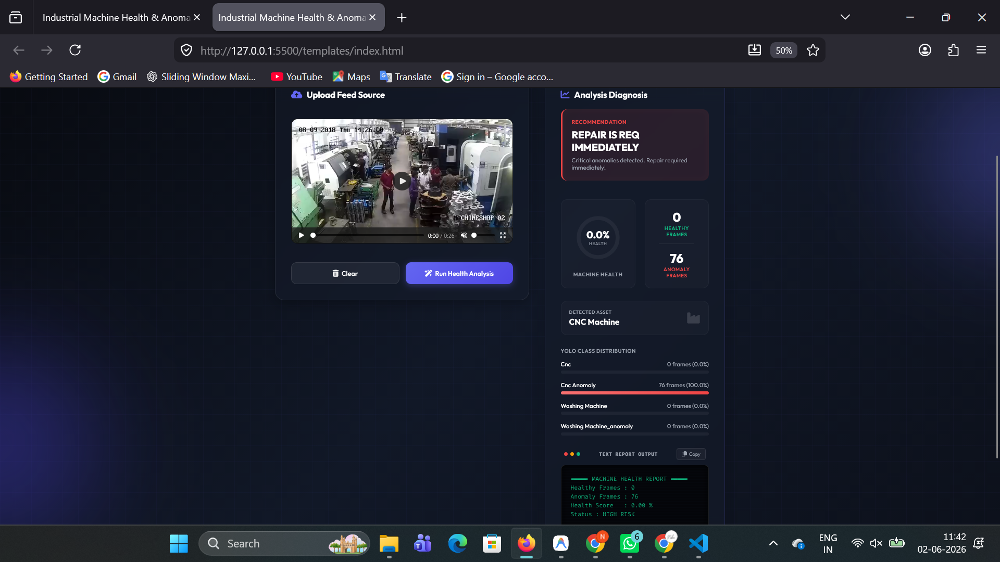 Industrial Machine Health & Anoma
Industrial Machine Health & Anoma
http://127.0.0.1:5500/templates/index.html
50%
Getting Started
Gmail
Sliding Window Maxi...
YouTube
Maps
Translate
Sign in – Google acco...
Upload Feed Source
08-09-2018 Thu 14:26:00
MACHINESHOP 02
0:00 / 0:26
Clear
Run Health Analysis
Analysis Diagnosis
RECOMMENDATION
REPAIR IS REQ
IMMEDIATELY
Critical anomalies detected. Repair required
immediately!
0.0%
HEALTH
MACHINE HEALTH
0
HEALTHY
FRAMES
76
ANOMALY
FRAMES
DETECTED ASSET
CNC Machine
YOLO CLASS DISTRIBUTION
Cnc 0 frames (0.0%)
Cnc Anomoly 76 frames (100.0%)
Washing Machine 0 frames (0.0%)
Washing Machine_anomoly 0 frames (0.0%)
TEXT REPORT OUTPUT
Copy
===== MACHINE HEALTH REPORT =====
Healthy Frames : 0
Anomaly Frames : 76
Health Score : 0.00 %
Status : HIGH RISK
Search
T
N
6
ENG
IN
11:42
02-06-2026